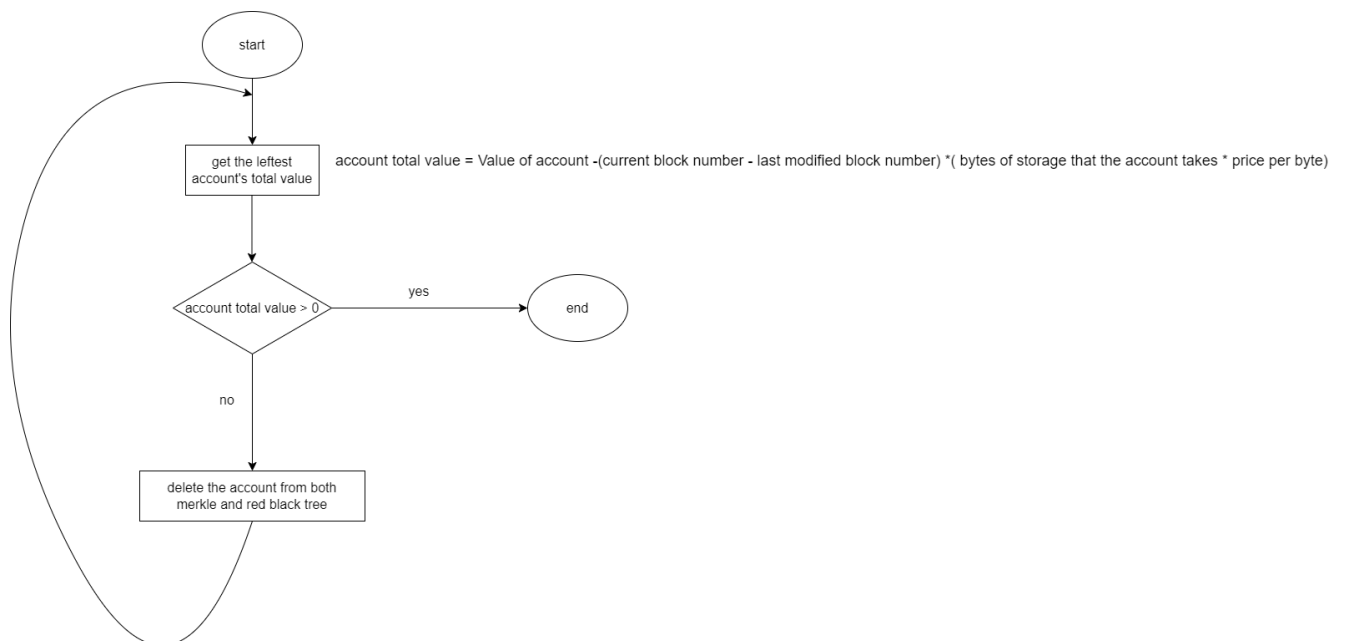 start
get the leftest
account's total value
account total value = Value of account -(current block number - last modified block number) *( bytes of storage that the account takes * price per byte)
account total value > 0
yes
end
no
delete the account from both
merkle and red black tree